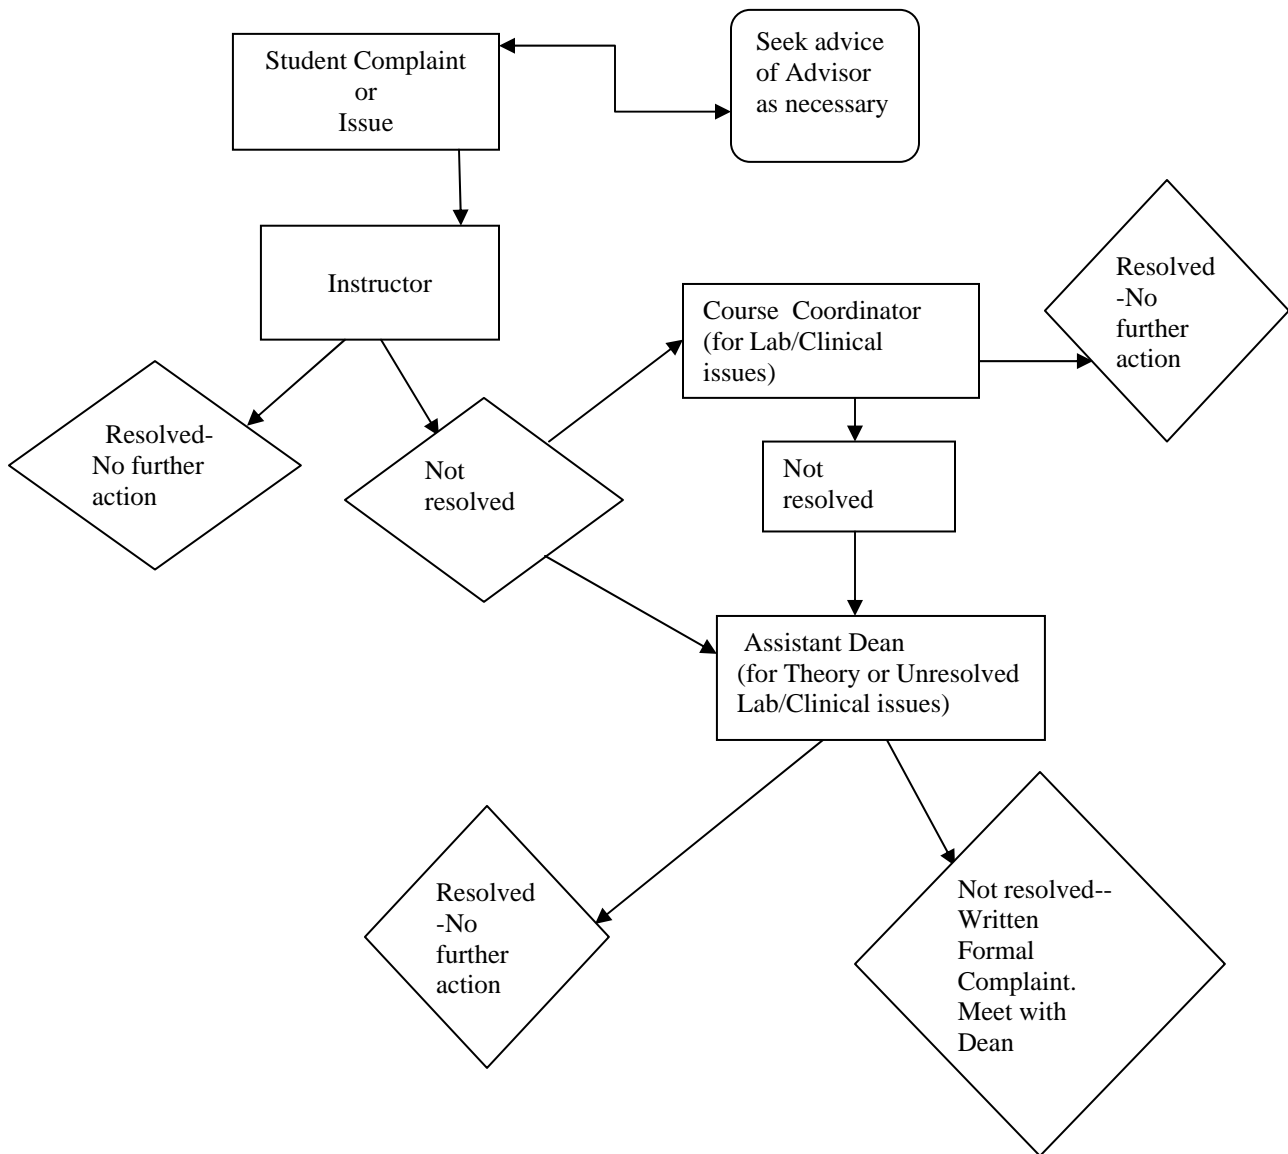 Student Complaint
or
Issue
Seek advice
of Advisor
as necessary
Instructor
Course  Coordinator
(for Lab/Clinical
issues)
Resolved
-No
further
action
Resolved-
No further
action
Not
resolved
Not
resolved
Assistant Dean
(for Theory or Unresolved
Lab/Clinical issues)
Resolved
-No
further
action
Not resolved--
Written
Formal
Complaint.
Meet with
Dean